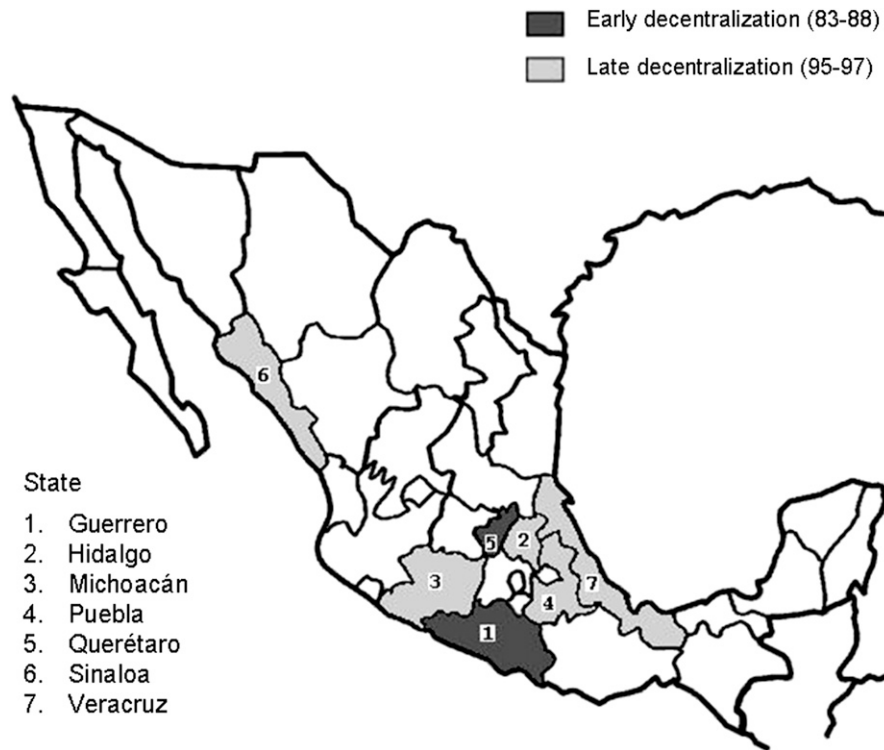 Early decentralization (83-88)
Late decentralization (95-97)
6
5
2
3
4
7
1
State
1. Guerrero
2. Hidalgo
3. Michoacán
4. Puebla
5. Querétaro
6. Sinaloa
7. Veracruz